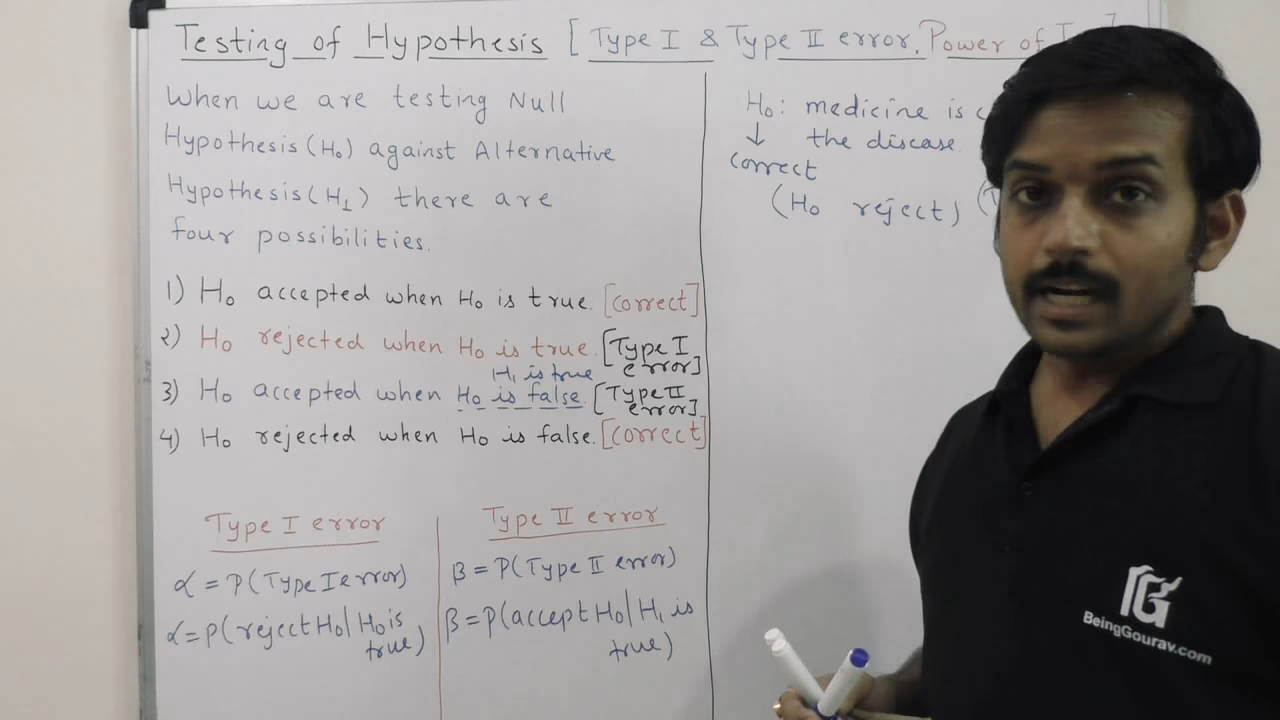 Testing of Hypothesis [Type I & Type II error, Power of
When we are testing Null
Hypothesis (H₀) against Alternative
Hypothesis (H₁) there are
four possibilities.
1) H₀ accepted when H₀ is true. [correct]
2) H₀ rejected when H₀ is true. [Type I error]
H₁ is true
3) H₀ accepted when H₀ is false. [Type II error]
4) H₀ rejected when H₀ is false. [correct]
Type I error
α = P(Type I error)
α = P(reject H₀ | H₀ is
true)
Type II error
β = P(Type II error)
β = P(accept H₀ | H₁ is
true)
H₀: medicine is
↓ the disease
correct
(H₀ reject)
BeingGourav.com